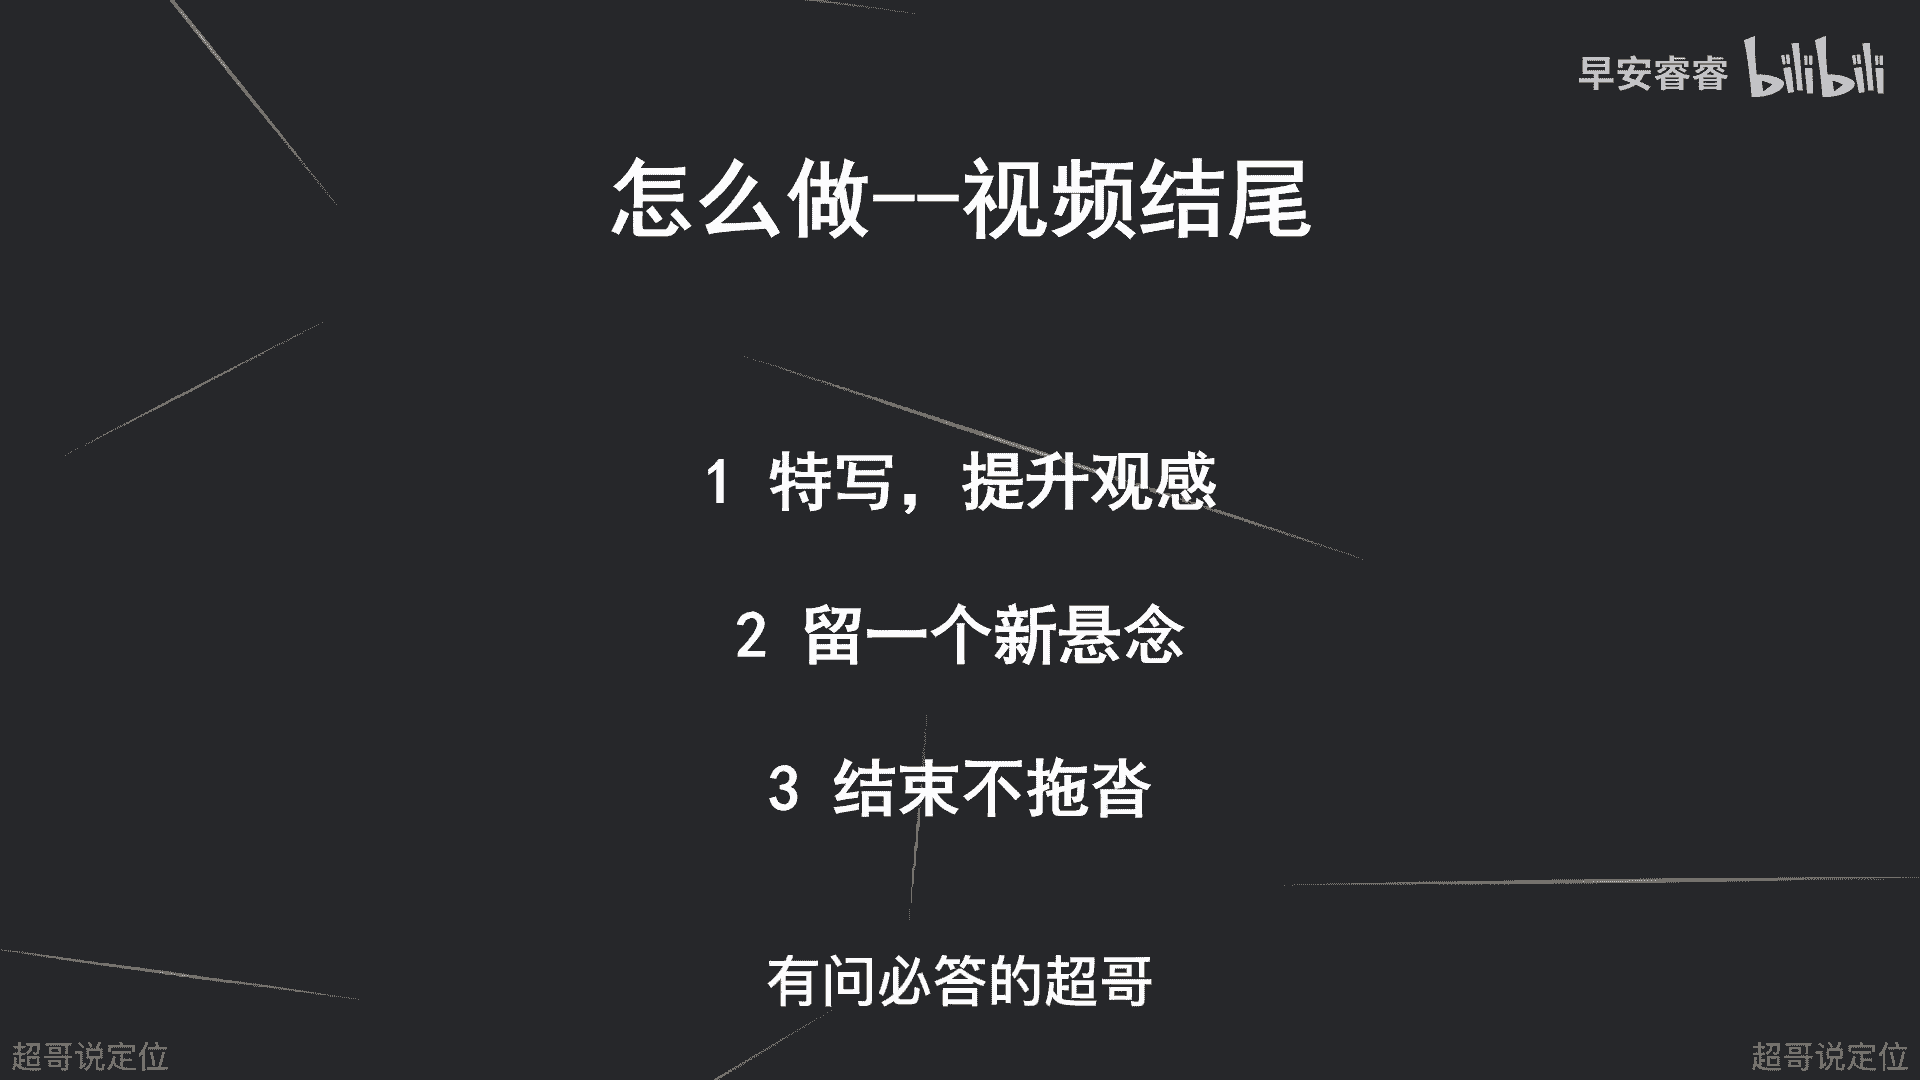 早安睿睿 bilibili
怎么做--视频结尾
1 特写，提升观感
2 留一个新悬念
3 结束不拖沓
有问必答的超哥
超哥说定位
超哥说定位